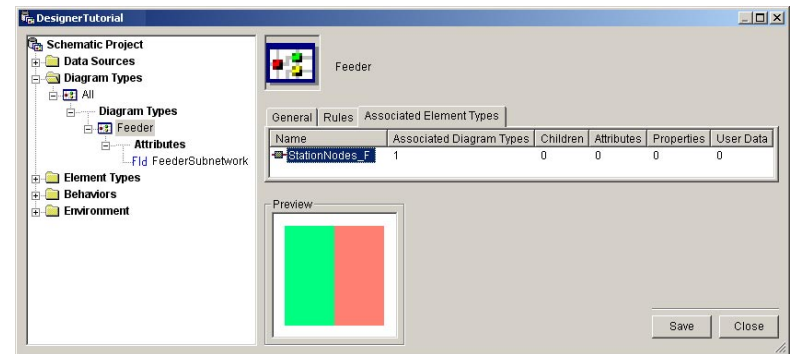 DesignerTutorial
Schematic Project
Data Sources
Diagram Types
All
Diagram Types
Feeder
Attributes
Fld FeederSubnetwork
Element Types
Behaviors
Environment
Feeder
General Rules Associated Element Types
Name Associated Diagram Types Children Attributes Properties User Data
StationNodes_F 1 0 0 0 0
Preview
Save Close